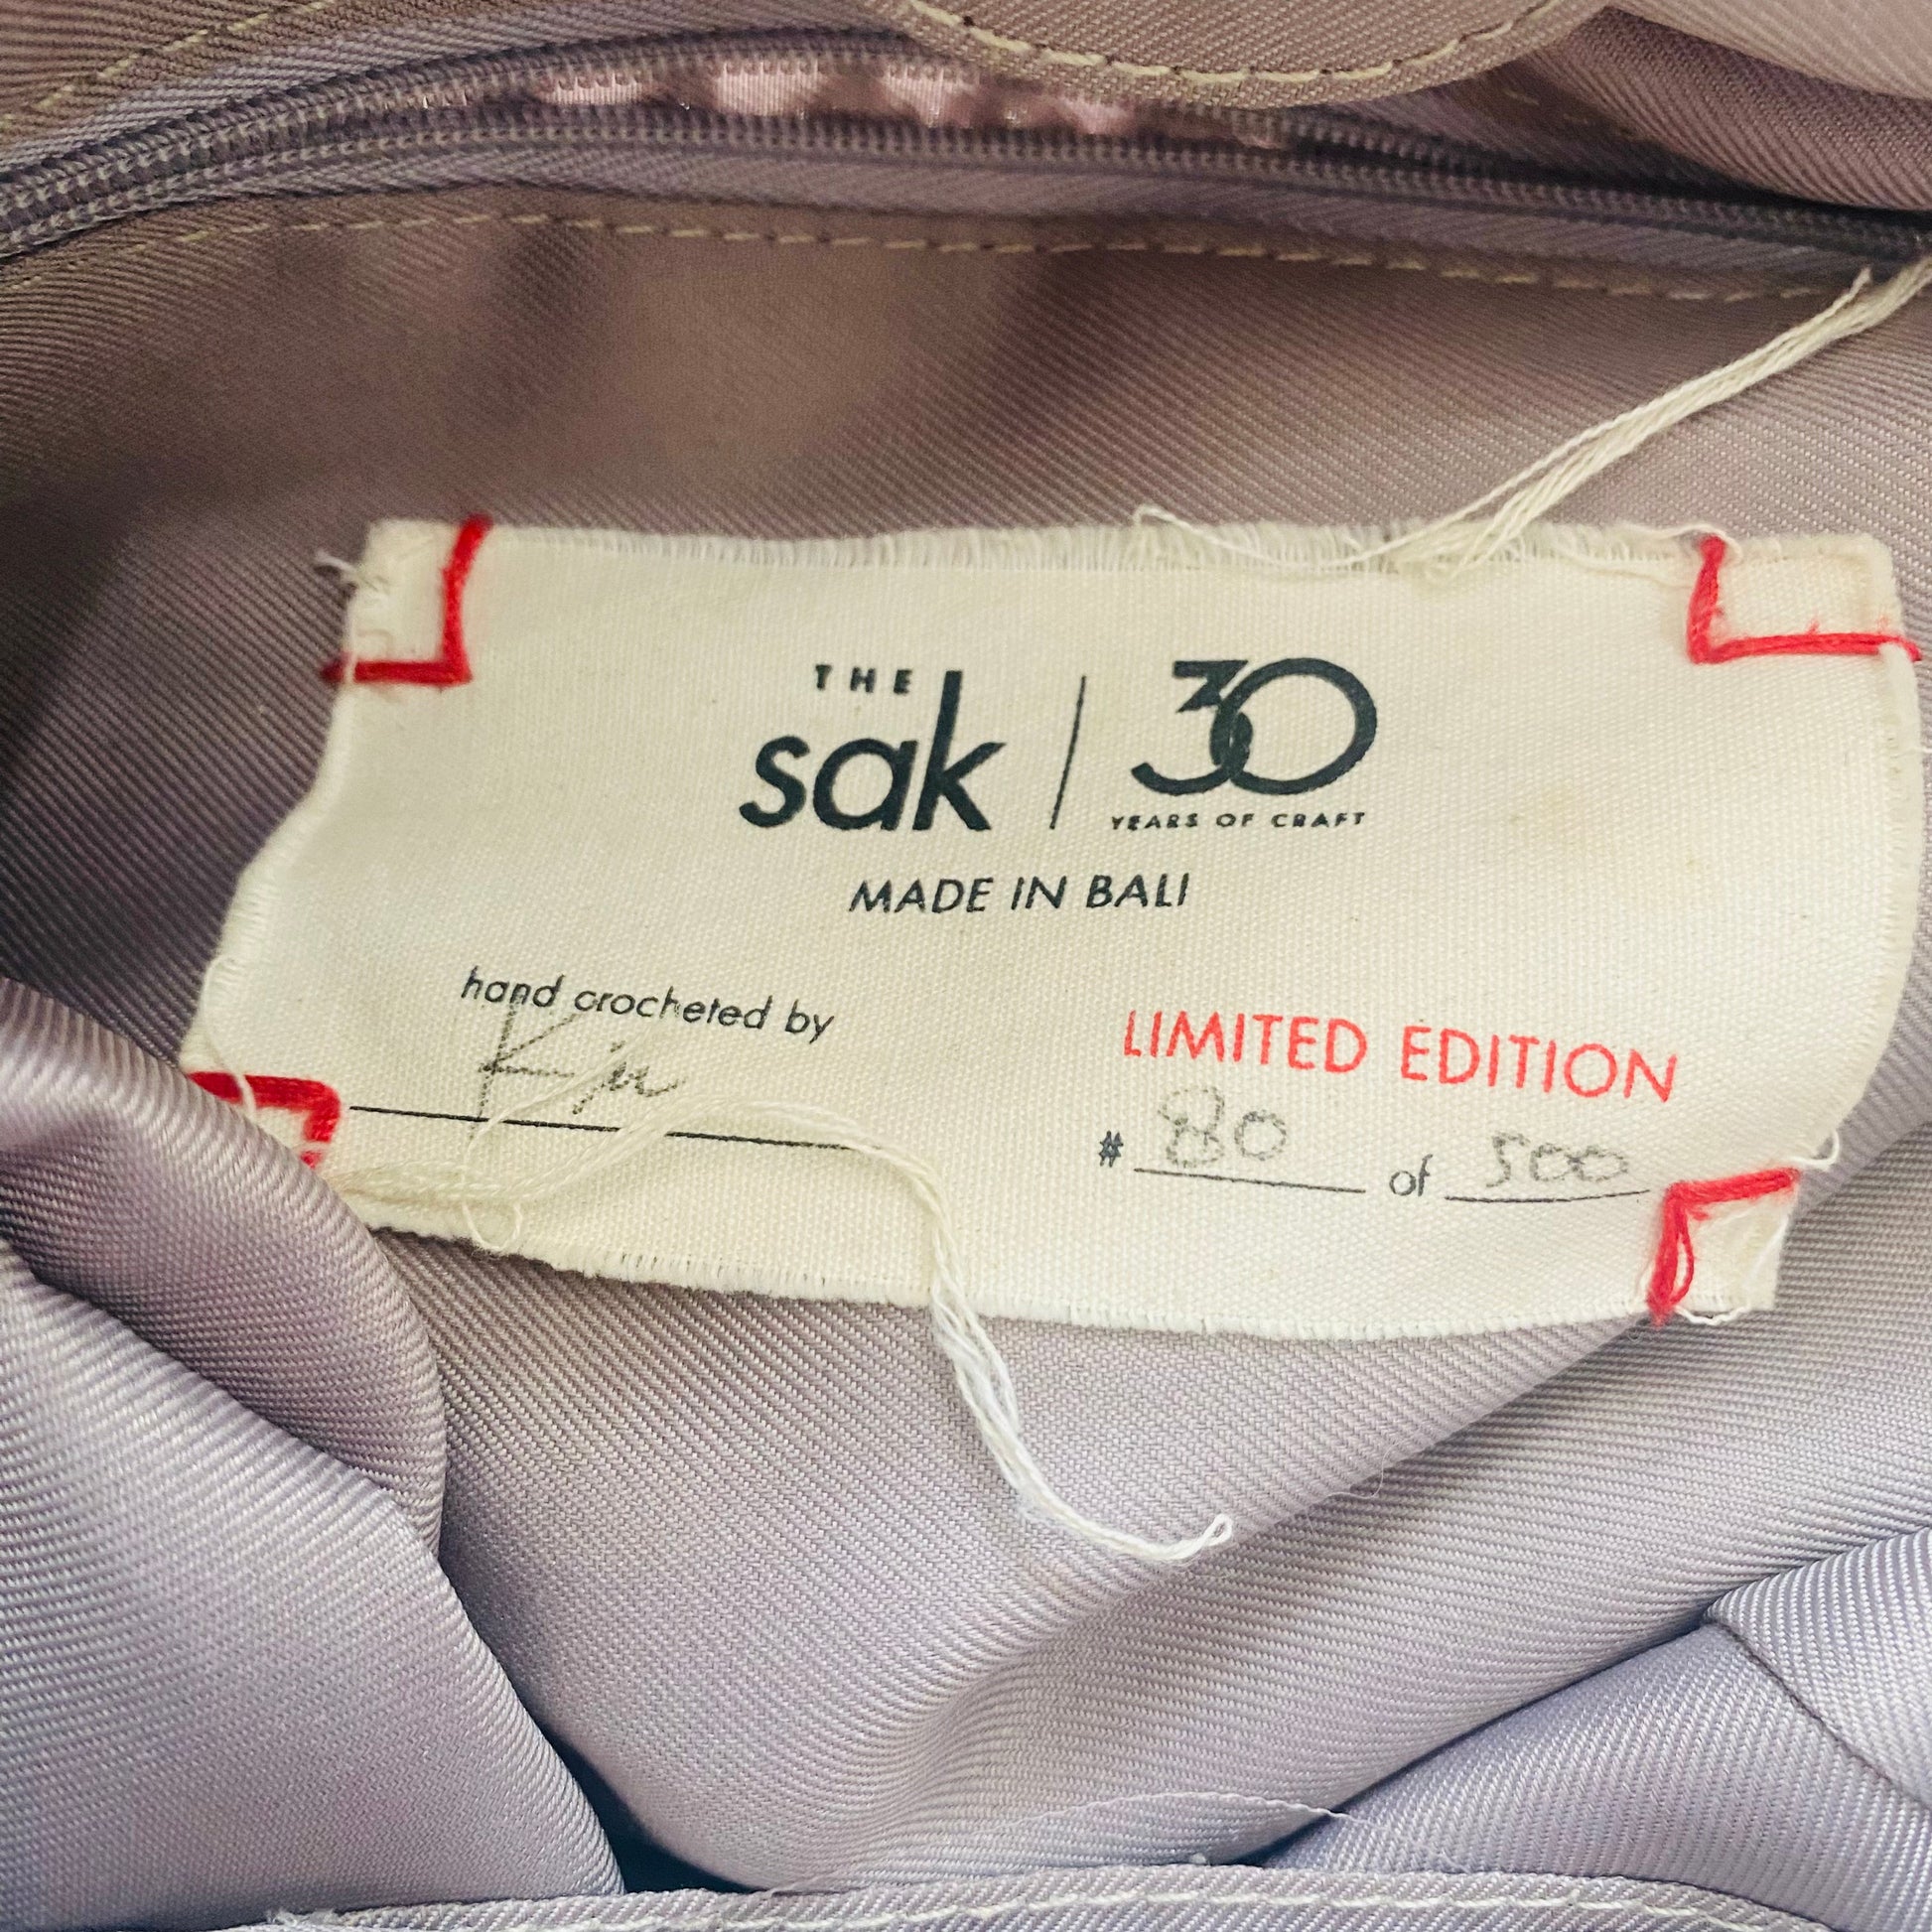 THE
sak | 30
YEARS OF CRAFT
MADE IN BALI
hand crocheted by
LIMITED EDITION
# 80 of 500